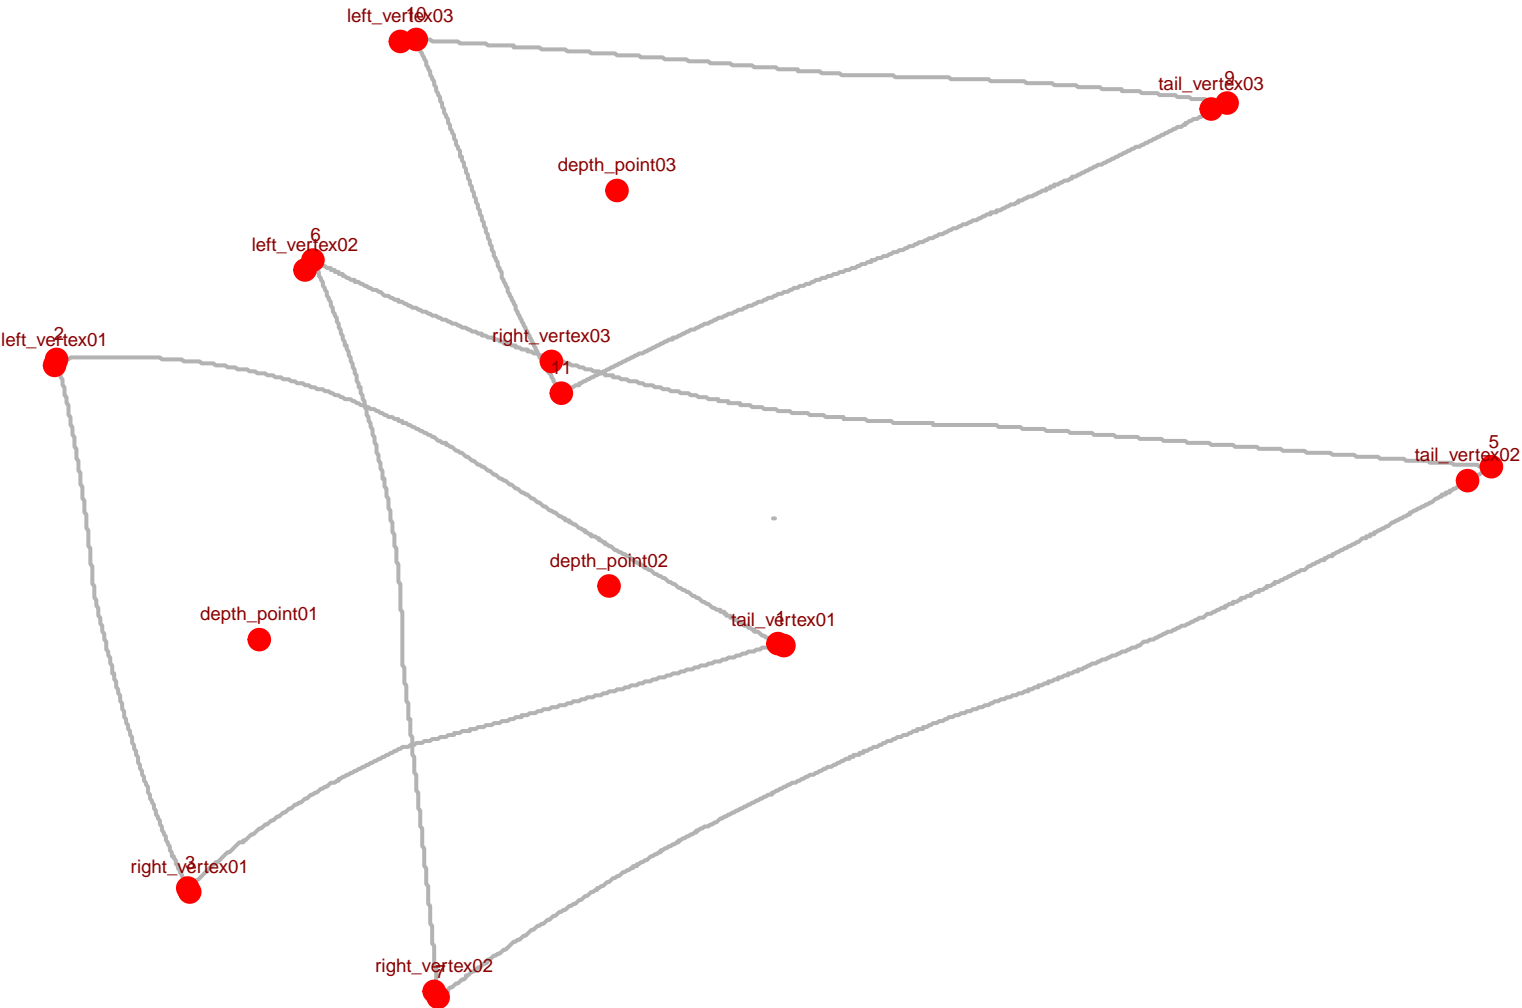 left_vertex03
10
9
tail_vertex03
depth_point03
6
left_vertex02
2
left_vertex01
right_vertex03
11
5
tail_vertex02
depth_point02
depth_point01
1
tail_vertex01
3
right_vertex01
right_vertex02
7